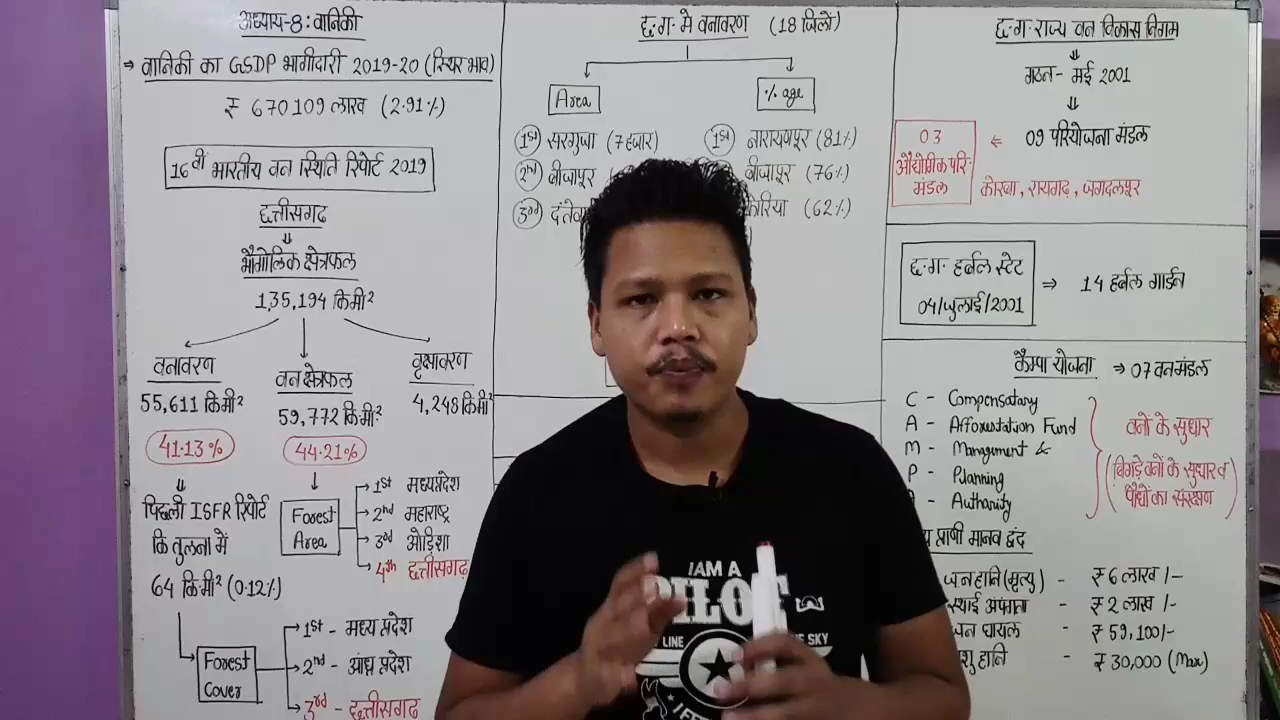 अध्याय-8: वानिकी
⇒ वानिकी का GSDP भागीदारी 2019-20 (स्थिर भाव)
₹ 670109 लाख (2.91%)
16वीं भारतीय वन स्थिति रिपोर्ट 2019
छत्तीसगढ़
⇓
भौगोलिक क्षेत्रफल
135,194 किमी²
वनावरण
55,611 किमी²
41.13%
वन क्षेत्रफल
59,772 किमी²
44.21%
वृक्षावरण
4,248 किमी²
⇓
पिछली ISFR रिपोर्ट
कि तुलना में
64 किमी² (0.12%)
Forest Area
1st मध्यप्रदेश
2nd महाराष्ट्र
3rd ओड़िशा
4th छत्तीसगढ़
Forest Cover
1st - मध्य प्रदेश
2nd - आंध्र प्रदेश
3rd - छत्तीसगढ़
छ.ग. में वनावरण (18 जिलों)
Area
1st सरगुजा (7हजार)
2nd बीजापुर
3rd
% age
1st नारायणपुर (81%)
बीजापुर (76%)
(62%)
छ.ग. राज्य वन विकास निगम
⇓
गठन - मई 2001
⇓
09 परियोजना मंडल
⇐
03
औद्योगिक परि.
मंडल
कोरबा, रायगढ़, जगदलपुर
छ.ग. हर्बल स्टेट
04/जुलाई/2001
⇒ 14 हर्बल गार्डन
कैम्पा योजना ⇒ 07 वनमंडल
C - Compensatory
A - Afforestation Fund
M - Management &
P - Planning
Authority
वनों के सुधार
(बिगड़े वनों के सुधार व
पौधों का संरक्षण)
प्राणी मानव द्वंद
जनहानि (मृत्यु) - ₹ 6 लाख /-
स्थाई अपंगता - ₹ 2 लाख /-
जन घायल - ₹ 59,100/-
- ₹ 30,000 (Max)
I AM A
PILOT
LINE
SKY